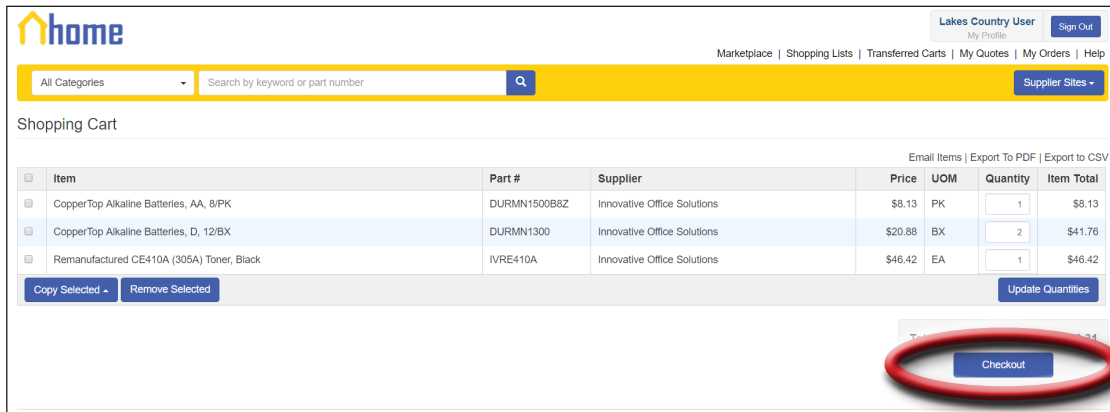 home
Lakes Country User
My Profile
Sign Out
Marketplace | Shopping Lists | Transferred Carts | My Quotes | My Orders | Help
All Categories Search by keyword or part number Supplier Sites
Shopping Cart
Email Items | Export To PDF | Export to CSV
Item Part # Supplier Price UOM Quantity Item Total
CopperTop Alkaline Batteries, AA, 8/PK DURMN1500B8Z Innovative Office Solutions $8.13 PK 1 $8.13
CopperTop Alkaline Batteries, D, 12/BX DURMN1300 Innovative Office Solutions $20.88 BX 2 $41.76
Remanufactured CE410A (305A) Toner, Black IVRE410A Innovative Office Solutions $46.42 EA 1 $46.42
Copy Selected Remove Selected Update Quantities
Checkout